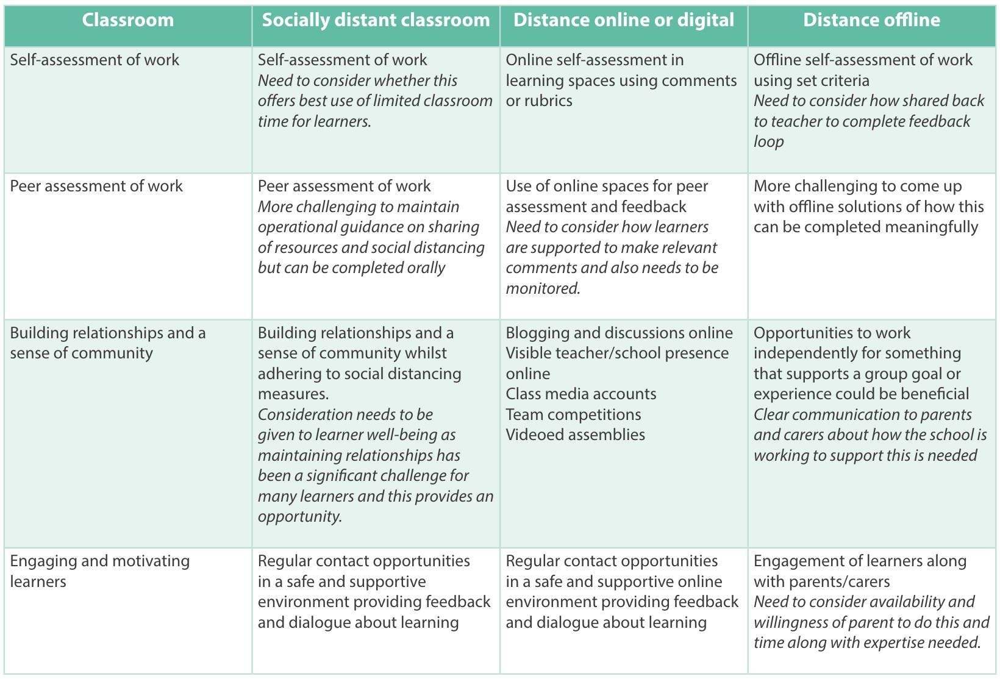 Classroom
Socially distant classroom
Distance online or digital
Distance offline
Self-assessment of work
Self-assessment of work
Need to consider whether this
offers best use of limited classroom
time for learners.
Online self-assessment in
learning spaces using comments
or rubrics
Offline self-assessment of work
using set criteria
Need to consider how shared back
to teacher to complete feedback
loop
Peer assessment of work
Peer assessment of work
More challenging to maintain
operational guidance on sharing
of resources and social distancing
but can be completed orally
Use of online spaces for peer
assessment and feedback
Need to consider how learners
are supported to make relevant
comments and also needs to be
monitored.
More challenging to come up
with offline solutions of how this
can be completed meaningfully
Building relationships and a
sense of community
Building relationships and a
sense of community whilst
adhering to social distancing
measures.
Consideration needs to be
given to learner well-being as
maintaining relationships has
been a significant challenge for
many learners and this provides an
opportunity.
Blogging and discussions online
Visible teacher/school presence
online
Class media accounts
Team competitions
Videoed assemblies
Opportunities to work
independently for something
that supports a group goal or
experience could be beneficial
Clear communication to parents
and carers about how the school is
working to support this is needed
Engaging and motivating
learners
Regular contact opportunities
in a safe and supportive
environment providing feedback
and dialogue about learning
Regular contact opportunities
in a safe and supportive online
environment providing feedback
and dialogue about learning
Engagement of learners along
with parents/carers
Need to consider availability and
willingness of parent to do this and
time along with expertise needed.